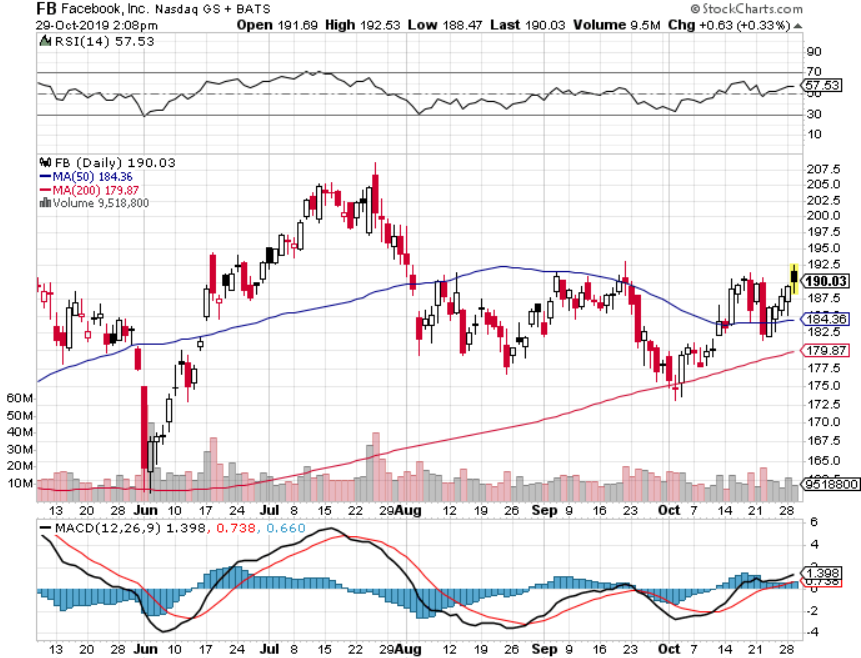 FB Facebook, Inc. Nasdaq GS + BATS © StockCharts.com
29-Oct-2019 2:08pm Open 191.69 High 192.53 Low 188.47 Last 190.03 Volume 9.5M Chg +0.63 (+0.33%)
RSI(14) 57.53
90
70
57.53
50
30
10
FB (Daily) 190.03
MA(50) 184.36
MA(200) 179.87
Volume 9,518,800
207.5
205.0
202.5
200.0
197.5
195.0
192.5
190.03
187.5
184.36
182.5
179.87
177.5
175.0
172.5
170.0
167.5
165.0
60M
50M
40M
30M
20M
10M
9518800
13 20 28 Jun 10 17 24 Jul 8 15 22 Aug 12 19 26 Sep 9 16 23 Oct 7 14 21 28
MACD(12,26,9) 1.398, 0.738, 0.660
6
4
1.398
0.738
0
-2
-4
13 20 28 Jun 10 17 24 Jul 8 15 22 29 Aug 12 19 26 Sep 9 16 23 Oct 7 14 21 28